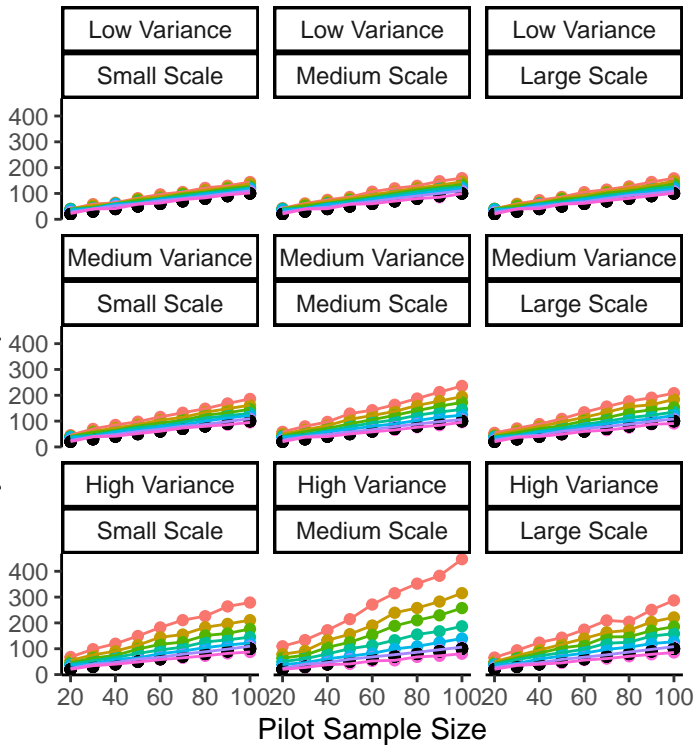 Low Variance Low Variance Low Variance
Small Scale Medium Scale Large Scale
400
300
200
100
0
Medium Variance Medium Variance Medium Variance
Small Scale Medium Scale Large Scale
400
300
200
100
0
High Variance High Variance High Variance
Small Scale Medium Scale Large Scale
400
300
200
100
0
20 40 60 80 100 20 40 60 80 100 20 40 60 80 100
Pilot Sample Size